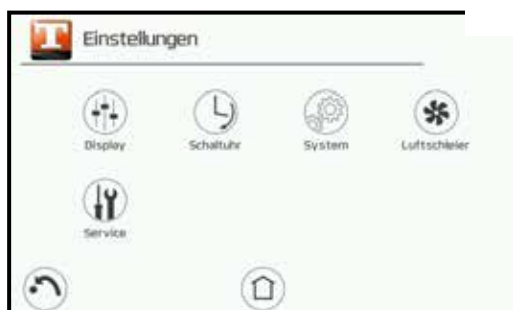 Einstellungen
Display
Schaltuhr
System
Luftschleier
Service